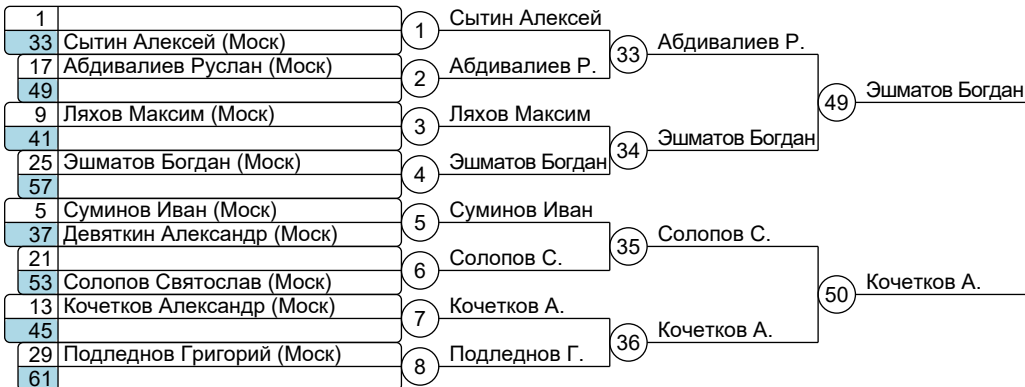 1
33 Сытин Алексей (Моск)
1 Сытин Алексей
17 Абдивалиев Руслан (Моск)
49
2 Абдивалиев Р.
33 Абдивалиев Р.
9 Ляхов Максим (Моск)
41
3 Ляхов Максим
25 Эшматов Богдан (Моск)
57
4 Эшматов Богдан
34 Эшматов Богдан
49 Эшматов Богдан
5 Суминов Иван (Моск)
37 Девяткин Александр (Моск)
5 Суминов Иван
21
53 Солопов Святослав (Моск)
6 Солопов С.
35 Солопов С.
13 Кочетков Александр (Моск)
45
7 Кочетков А.
29 Подледнов Григорий (Моск)
61
8 Подледнов Г.
36 Кочетков А.
50 Кочетков А.